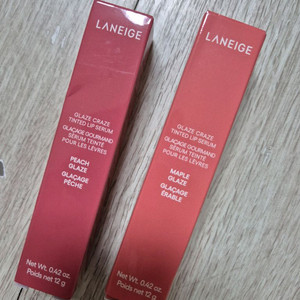 LANEIGE
GLAZE CRAZE
TINTED LIP SERUM
GLAÇAGE GOURMAND
SÉRUM TEINTÉ
POUR LES LÈVRES
PEACH
GLAZE
GLAÇAGE
PÊCHE
Net Wt. 0.42 oz.
Poids net 12 g
LANEIGE
GLAZE CRAZE
TINTED LIP SERUM
GLAÇAGE GOURMAND
SÉRUM TEINTÉ
POUR LES LÈVRES
MAPLE
GLAZE
GLAÇAGE
ÉRABLE
Net Wt. 0.42 oz.
Poids net 12 g